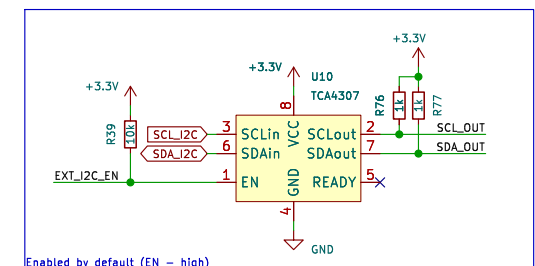 +3.3V
+3.3V
U10
TCA4307
+3.3V
R39
10k
R76
1k
1k
R77
8
VCC
SCL_I2C
3
SCLin
SCLout
2
SCL_OUT
SDA_I2C
6
SDAin
SDAout
7
SDA_OUT
EXT_I2C_EN
1
EN
GND
READY
5
4
GND
Enabled by default (EN – high)